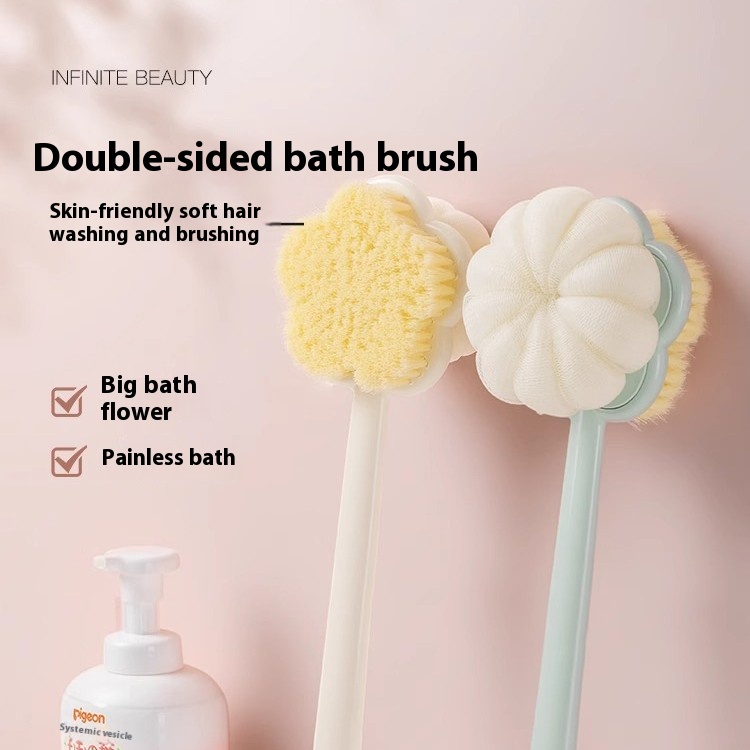 INFINITE BEAUTY
Double-sided bath brush
Skin-friendly soft hair
washing and brushing
Big bath
flower
Painless bath
Pigeon
Systemic vesicle